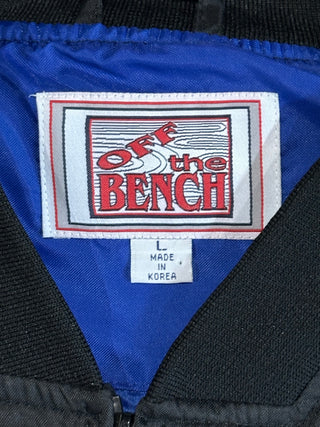 OFF
the
BENCH
L
MADE
IN
KOREA